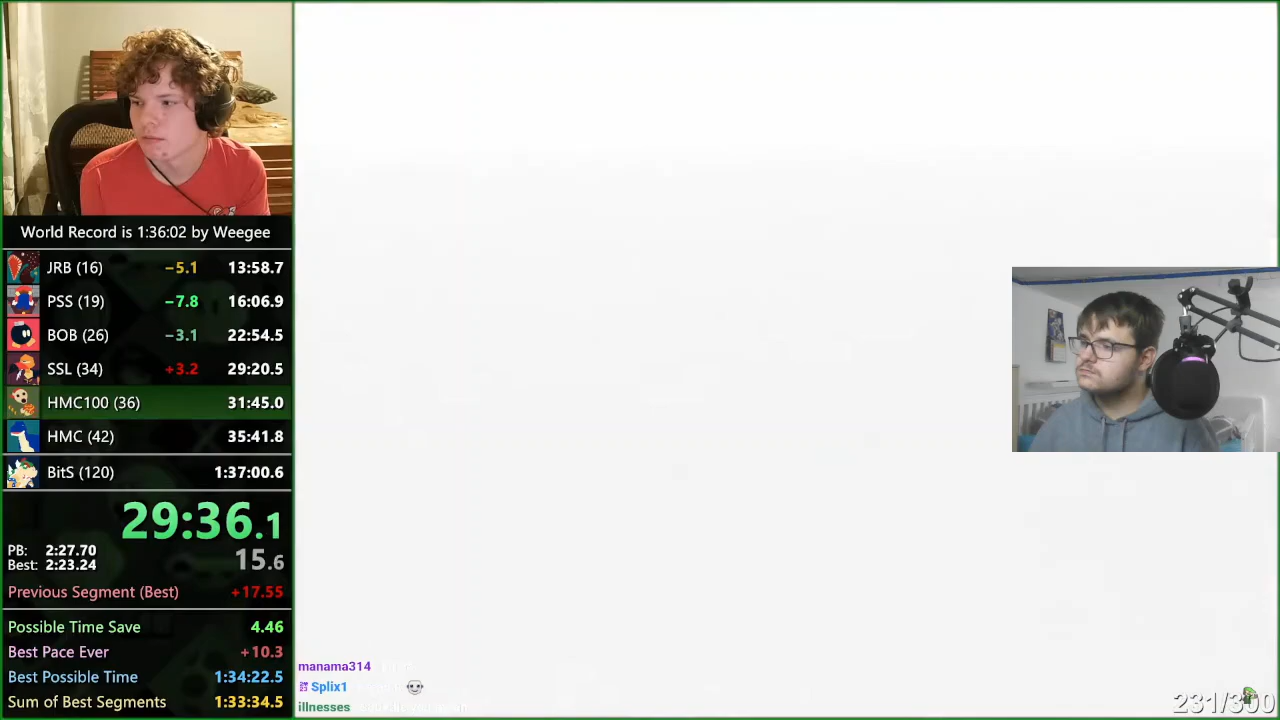 World Record is 1:36:02 by Weegee
JRB (16) −5.1 13:58.7
PSS (19) −7.8 16:06.9
BOB (26) −3.1 22:54.5
SSL (34) +3.2 29:20.5
HMC100 (36) 31:45.0
HMC (42) 35:41.8
BitS (120) 1:37:00.6
29:36.1
PB: 2:27.70
Best: 2:23.24
15.6
Previous Segment (Best) +17.55
Possible Time Save 4.46
Best Pace Ever +10.3
Best Possible Time 1:34:22.5
Sum of Best Segments 1:33:34.5
manama314
Splix1
illnesses
231/300